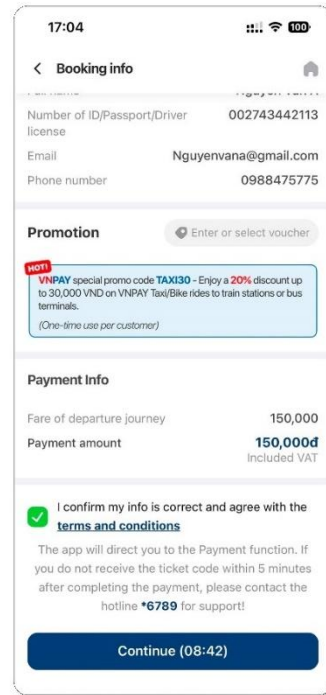 17:04
100
Booking info
Number of ID/Passport/Driver 002743442113
license
Email Nguyenvana@gmail.com
Phone number 0988475775
Promotion Enter or select voucher
HOT!
VNPAY special promo code TAXI30 - Enjoy a 20% discount up
to 30,000 VND on VNPAY Taxi/Bike rides to train stations or bus
terminals.
(One-time use per customer)
Payment Info
Fare of departure journey 150,000
Payment amount 150,000đ
Included VAT
I confirm my info is correct and agree with the
terms and conditions
The app will direct you to the Payment function. If
you do not receive the ticket code within 5 minutes
after completing the payment, please contact the
hotline *6789 for support!
Continue (08:42)